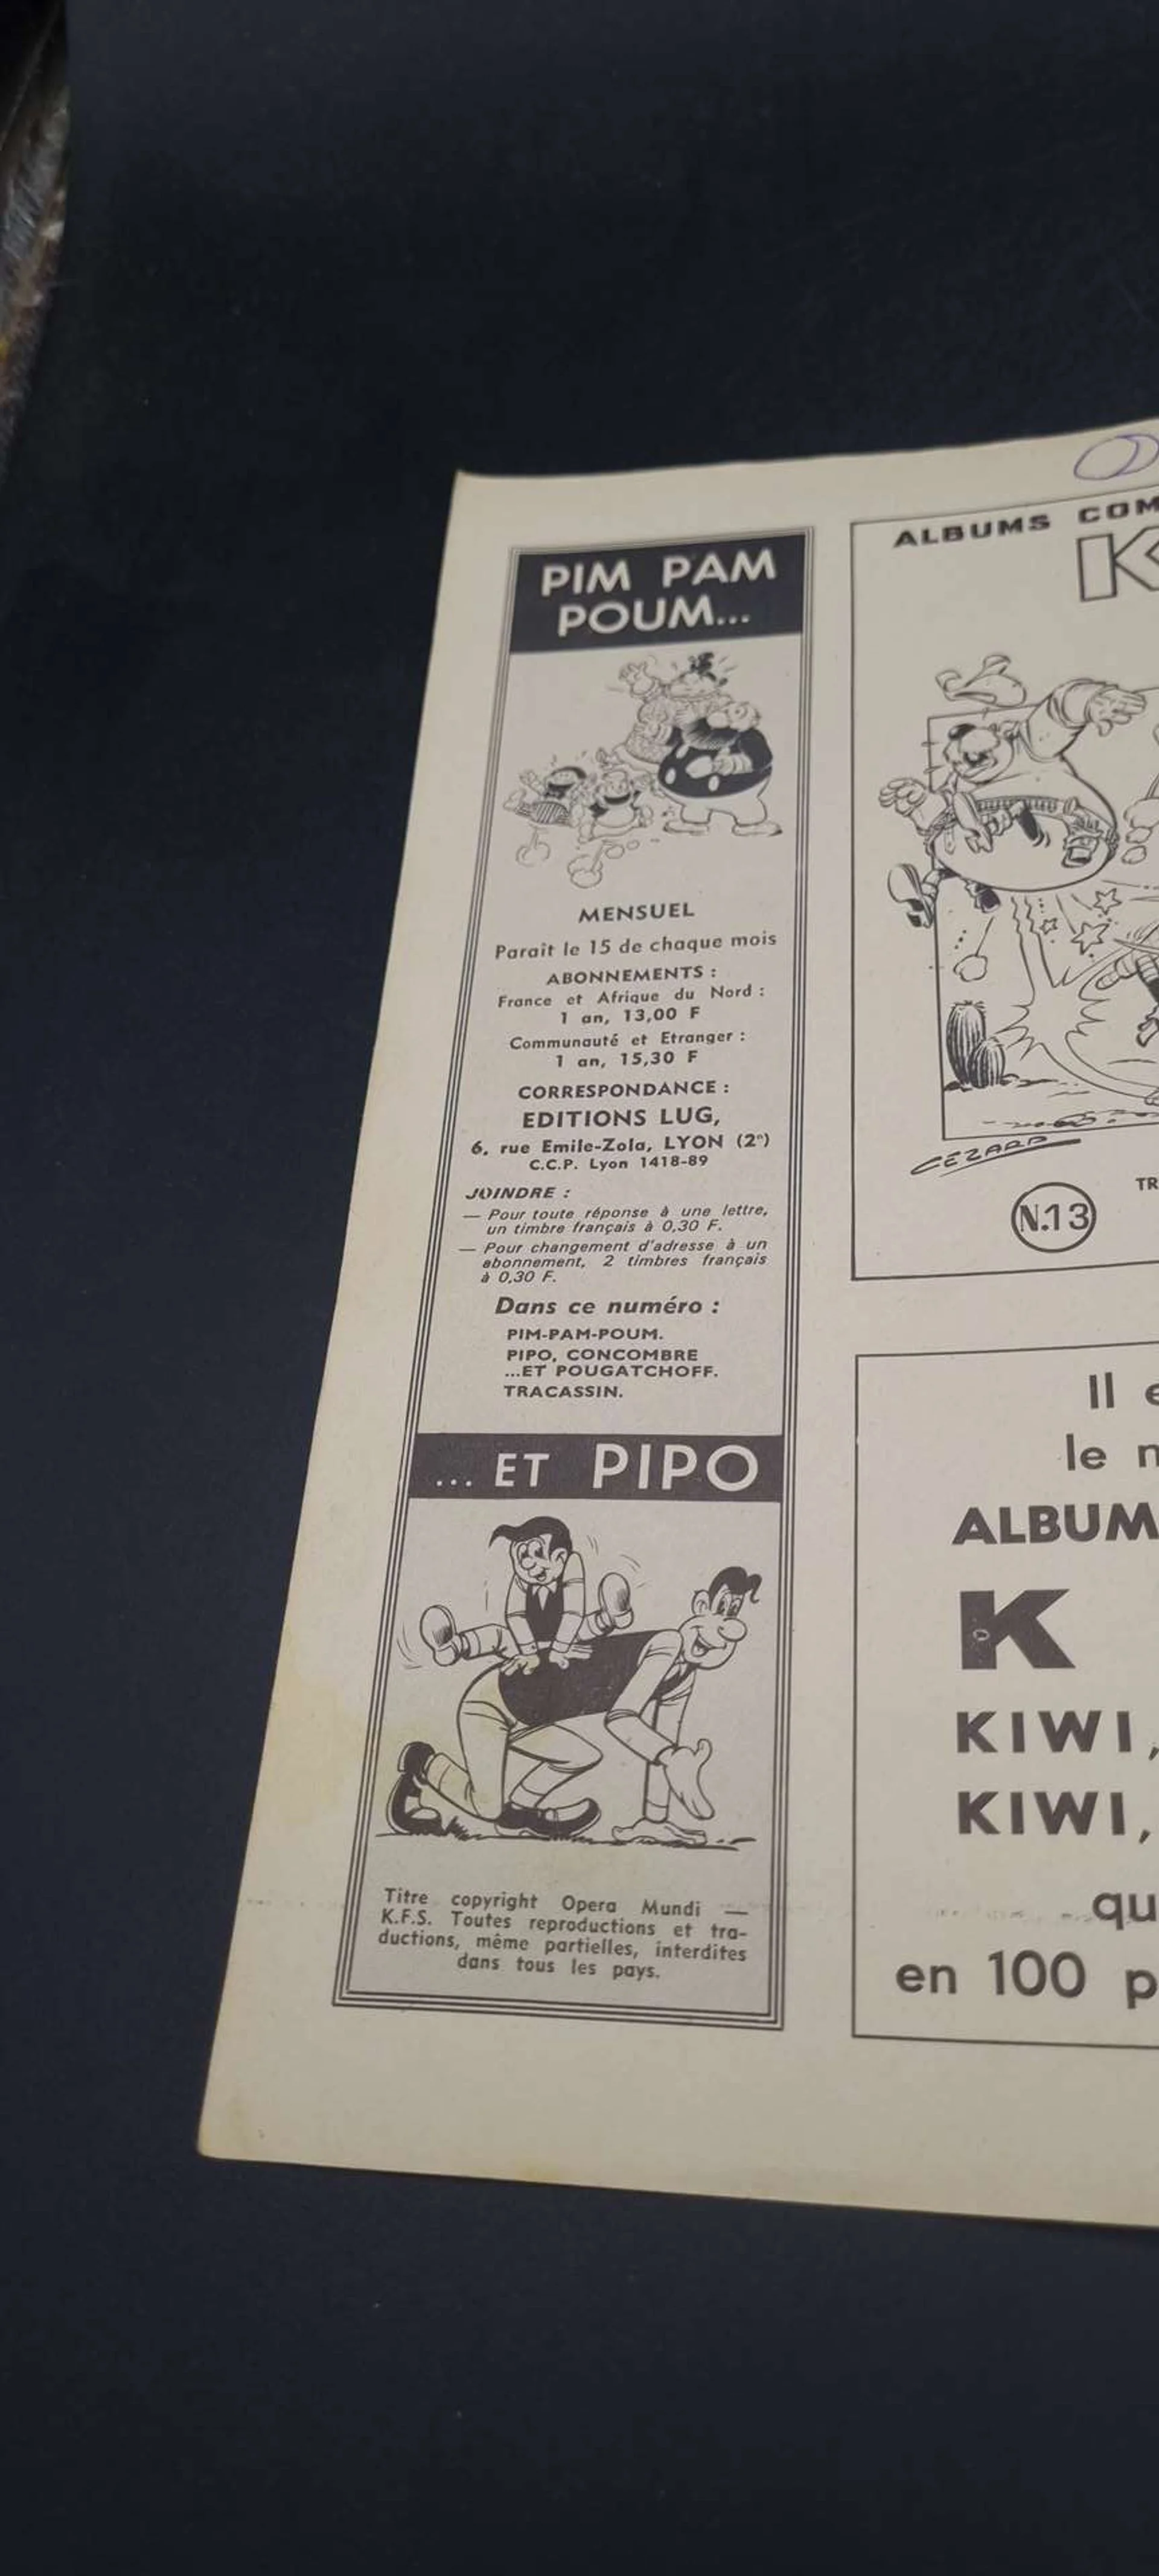 PIM PAM
POUM...
MENSUEL
Paraît le 15 de chaque mois
ABONNEMENTS :
France et Afrique du Nord :
1 an, 13,00 F
Communauté et Etranger :
1 an, 15,30 F
CORRESPONDANCE :
EDITIONS LUG,
6, rue Emile-Zola, LYON (2e)
C.C.P. Lyon 1418-89
JOINDRE :
— Pour toute réponse à une lettre,
un timbre français à 0,30 F.
— Pour changement d'adresse à un
abonnement, 2 timbres français
à 0,30 F.
Dans ce numéro :
PIM-PAM-POUM.
PIPO, CONCOMBRE
...ET POUGATCHOFF.
TRACASSIN.
... ET PIPO
Titre copyright Opera Mundi —
K.F.S. Toutes reproductions et tra-
ductions, même partielles, interdites
dans tous les pays.
ALBUMS COM
K
CEZARD
TR
N.13
Il e
le n
ALBUM
K
KIWI,
KIWI,
qu
en 100 p